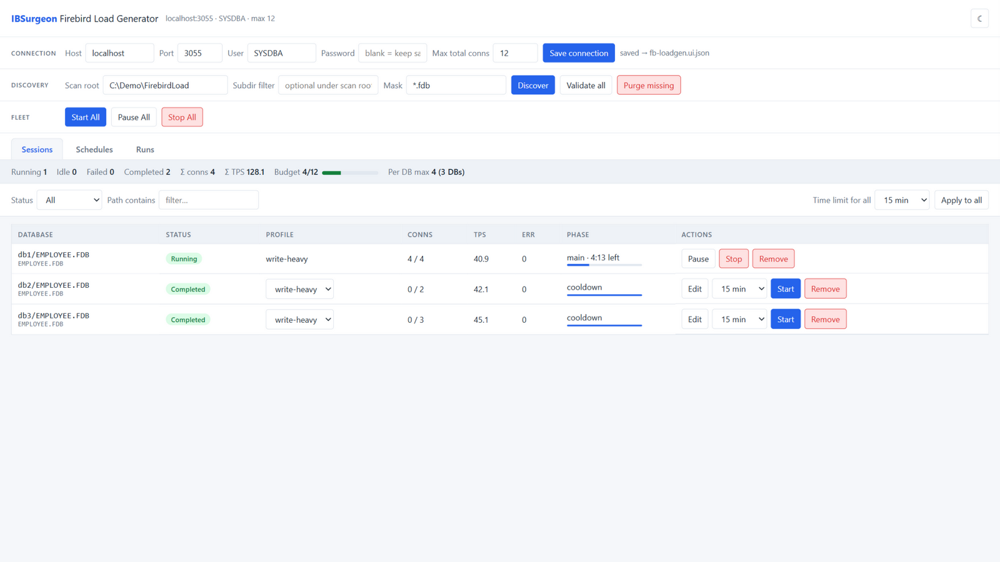 IBSurgeon Firebird Load Generator localhost:3055 · SYSDBA · max 12
CONNECTION Host localhost Port 3055 User SYSDBA Password blank = keep sa Max total conns 12 Save connection saved → fb-loadgen.ui.json
DISCOVERY Scan root C:\Demo\FirebirdLoad Subdir filter optional under scan roo Mask *.fdb Discover Validate all Purge missing
FLEET Start All Pause All Stop All
Sessions Schedules Runs
Running 1 Idle 0 Failed 0 Completed 2 Σ conns 4 Σ TPS 128.1 Budget 4/12 Per DB max 4 (3 DBs)
Status All Path contains filter... Time limit for all 15 min Apply to all
DATABASE STATUS PROFILE CONNS TPS ERR PHASE ACTIONS
db1/EMPLOYEE.FDB Running write-heavy 4 / 4 40.9 0 main · 4:13 left Pause Stop Remove
EMPLOYEE.FDB
db2/EMPLOYEE.FDB Completed write-heavy 0 / 2 42.1 0 cooldown Edit 15 min Start Remove
EMPLOYEE.FDB
db3/EMPLOYEE.FDB Completed write-heavy 0 / 3 45.1 0 cooldown Edit 15 min Start Remove
EMPLOYEE.FDB